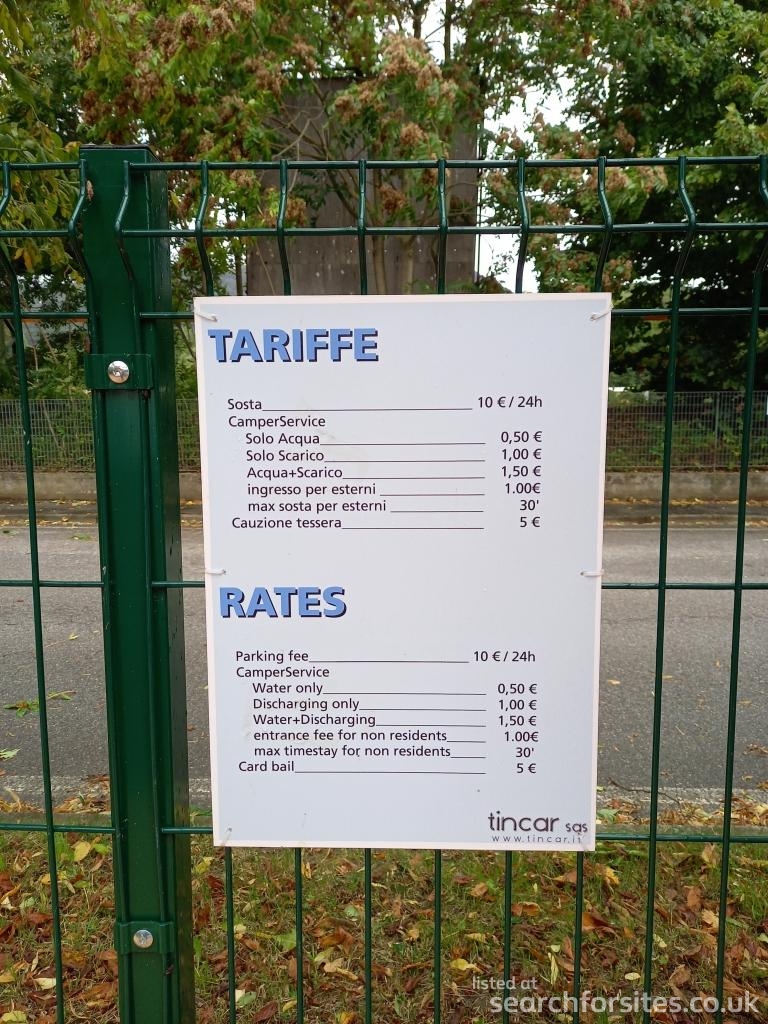 TARIFFE
Sosta 10 € / 24h
CamperService
Solo Acqua 0,50 €
Solo Scarico 1,00 €
Acqua+Scarico 1,50 €
ingresso per esterni 1.00€
max sosta per esterni 30'
Cauzione tessera 5 €
RATES
Parking fee 10 € / 24h
CamperService
Water only 0,50 €
Discharging only 1,00 €
Water+Discharging 1,50 €
entrance fee for non residents 1.00€
max timestay for non residents 30'
Card bail 5 €
tincar sas
www.tincar.it
listed at
searchforsites.co.uk